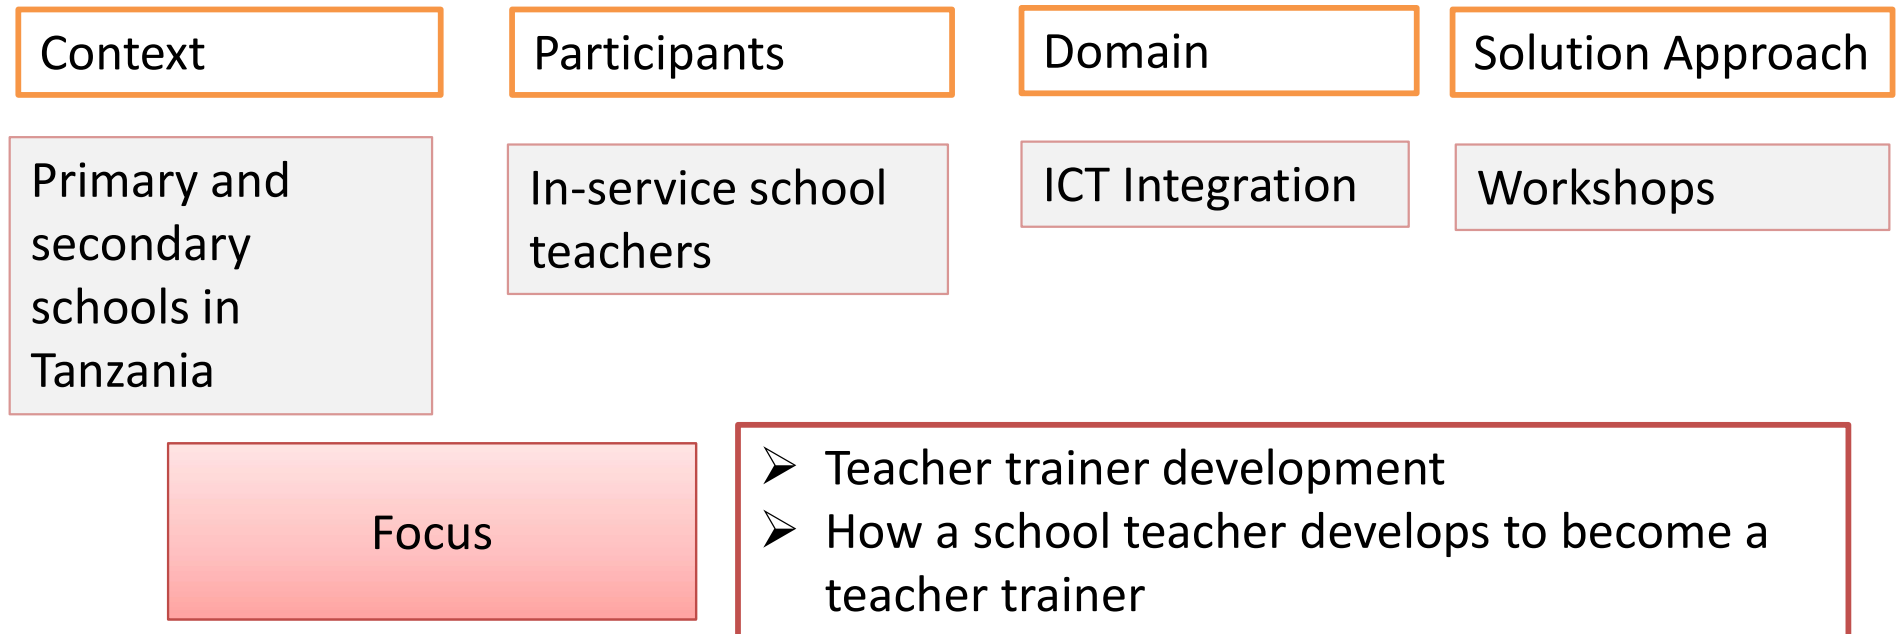 Context
Participants
Domain
Solution Approach
Primary and
secondary
schools in
Tanzania
In-service school
teachers
ICT Integration
Workshops
Focus
➢ Teacher trainer development
➢ How a school teacher develops to become a
teacher trainer